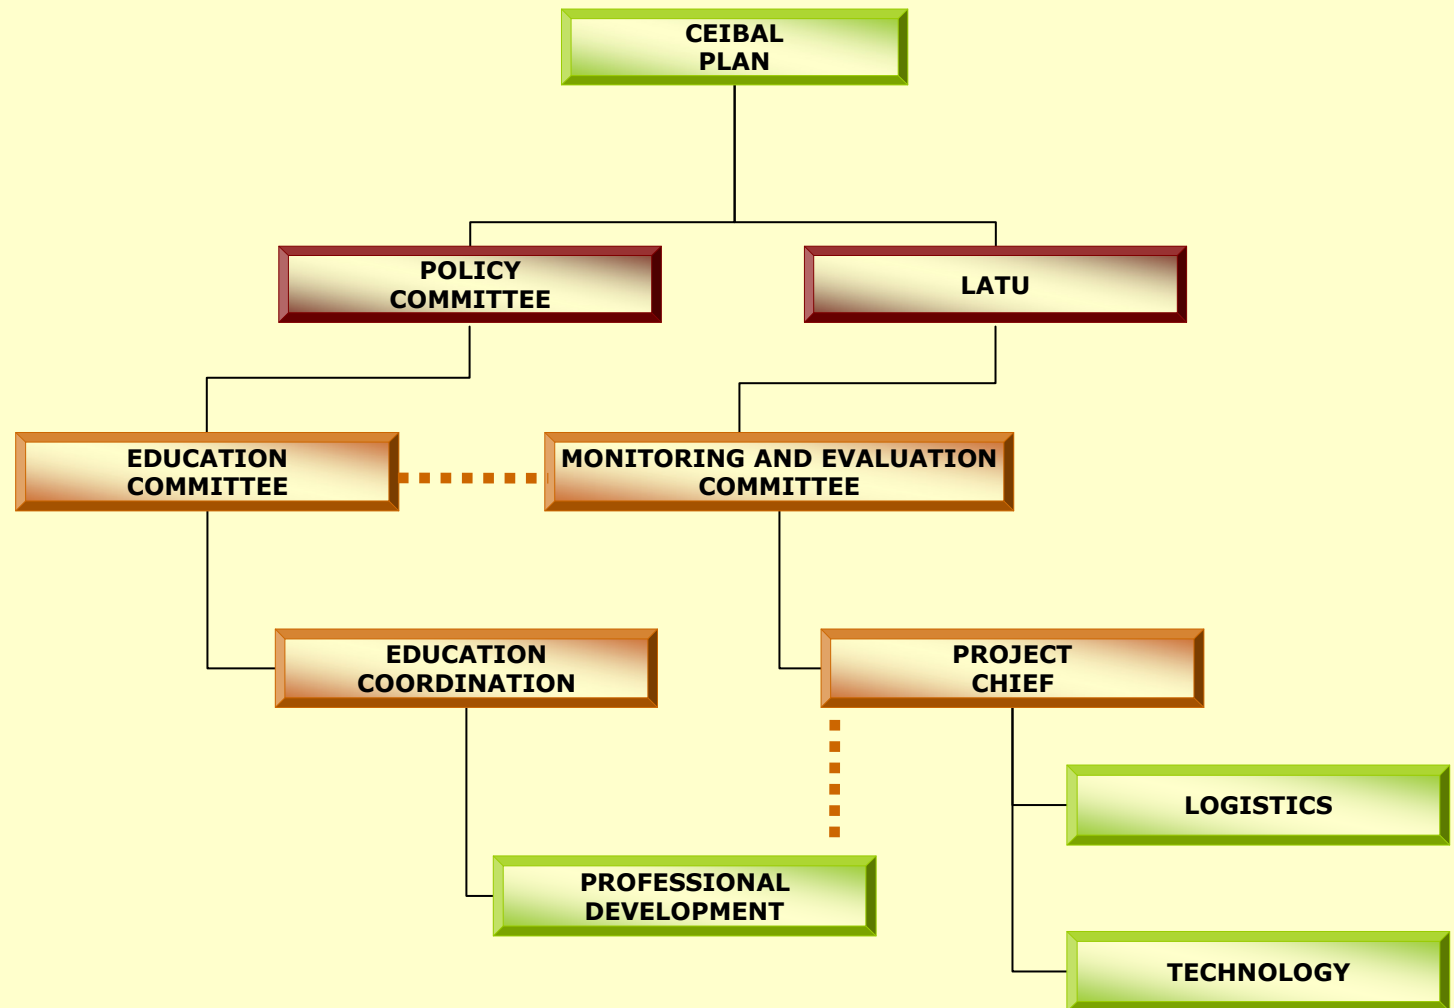 CEIBAL
PLAN
POLICY
COMMITTEE
LATU
EDUCATION
COMMITTEE
MONITORING AND EVALUATION
COMMITTEE
EDUCATION
COORDINATION
PROJECT
CHIEF
LOGISTICS
PROFESSIONAL
DEVELOPMENT
TECHNOLOGY